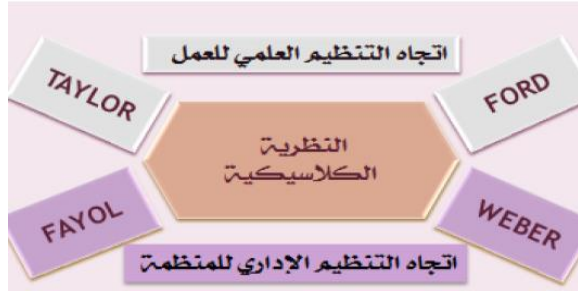 اتجاه التنظيم العلمي للعمل
TAYLOR
FORD
النظرية
الكلاسيكية
FAYOL
WEBER
اتجاه التنظيم الإداري للمنظمة